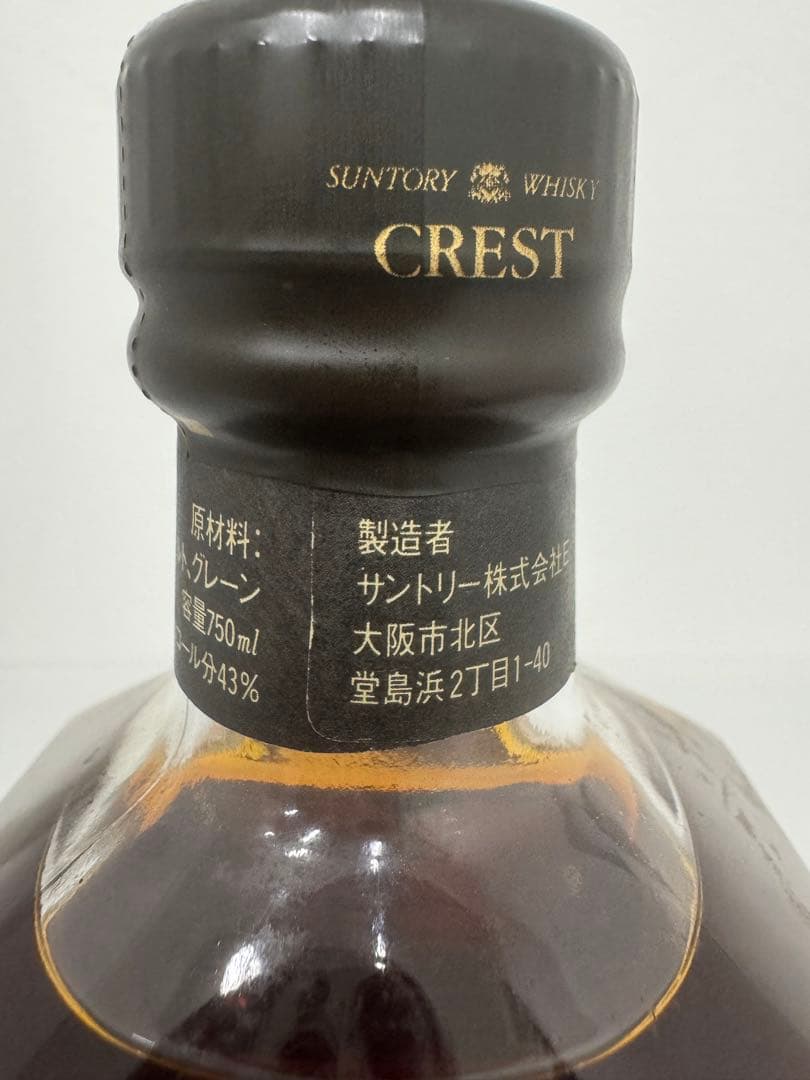 SUNTORY WHISKY
CREST
原材料:
ト、グレーン
容量750ml
コール分43%
製造者
サントリー株式会社E
大阪市北区
堂島浜2丁目1-40